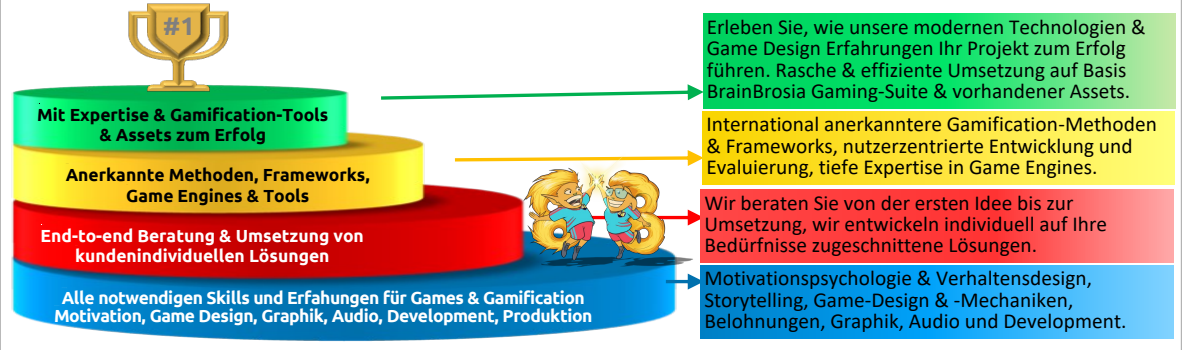 #1
Mit Expertise & Gamification-Tools
& Assets zum Erfolg
Anerkannte Methoden, Frameworks,
Game Engines & Tools
End-to-end Beratung & Umsetzung von
kundenindividuellen Lösungen
Alle notwendigen Skills und Erfahungen für Games & Gamification
Motivation, Game Design, Graphik, Audio, Development, Produktion
Erleben Sie, wie unsere modernen Technologien &
Game Design Erfahrungen Ihr Projekt zum Erfolg
führen. Rasche & effiziente Umsetzung auf Basis
BrainBrosia Gaming-Suite & vorhandener Assets.
International anerkanntere Gamification-Methoden
& Frameworks, nutzerzentrierte Entwicklung und
Evaluierung, tiefe Expertise in Game Engines.
Wir beraten Sie von der ersten Idee bis zur
Umsetzung, wir entwickeln individuell auf Ihre
Bedürfnisse zugeschnittene Lösungen.
Motivationspsychologie & Verhaltensdesign,
Storytelling, Game-Design & -Mechaniken,
Belohnungen, Graphik, Audio und Development.